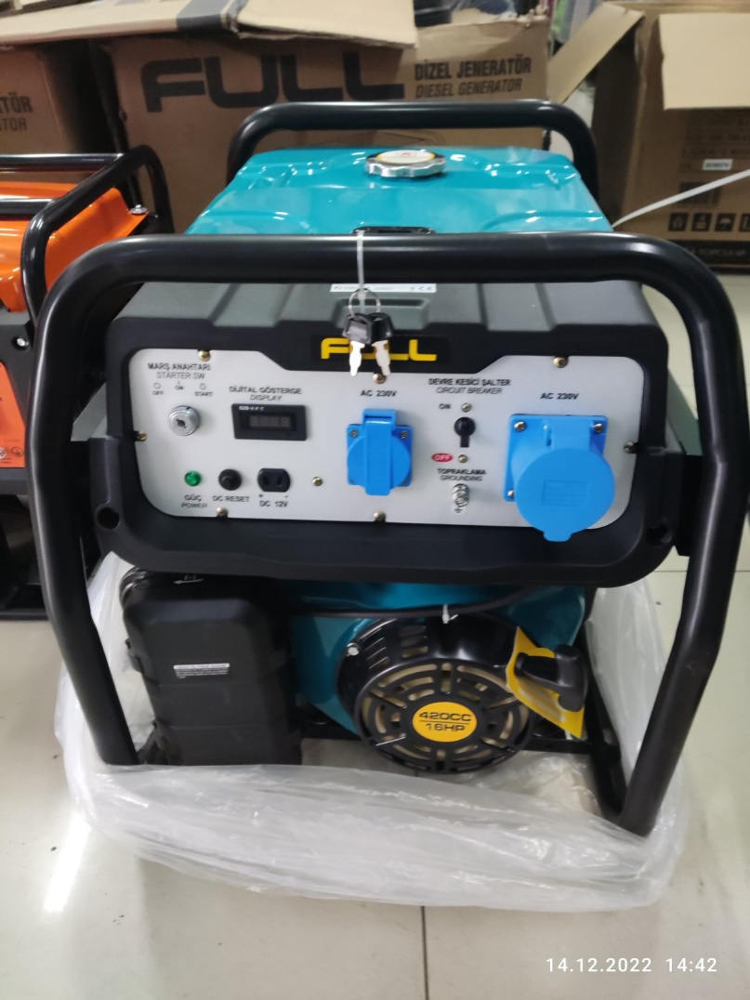 FULL
DİZEL JENERATÖR
DIESEL GENERATOR
FULL
MARŞ ANAHTARI
STARTER SW
OFF
ON
START
DİJİTAL GÖSTERGE
DISPLAY
AC 230V
DEVRE KESİCİ ŞALTER
CIRCUIT BREAKER
ON
OFF
AC 230V
TOPRAKLAMA
GROUNDING
GÜÇ
POWER
DC RESET
+ -
DC 12V
420CC
16HP
14.12.2022 14:42